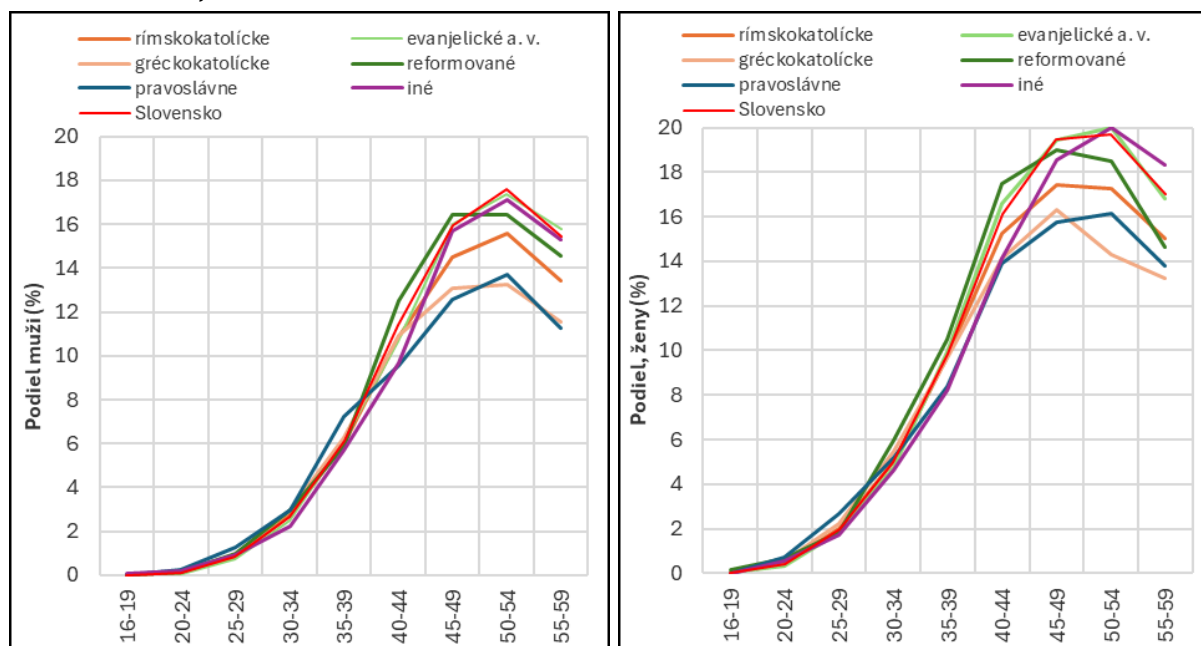 rímskokatolícke evanjelické a. v.
gréckokatolícke reformované
pravoslávne iné
Slovensko
Podiel muži (%)
20
18
16
14
12
10
8
6
4
2
0
16-19 20-24 25-29 30-34 35-39 40-44 45-49 50-54 55-59
rímskokatolícke evanjelické a. v.
gréckokatolícke reformované
pravoslávne iné
Slovensko
Podiel, ženy (%)
20
18
16
14
12
10
8
6
4
2
0
16-19 20-24 25-29 30-34 35-39 40-44 45-49 50-54 55-59